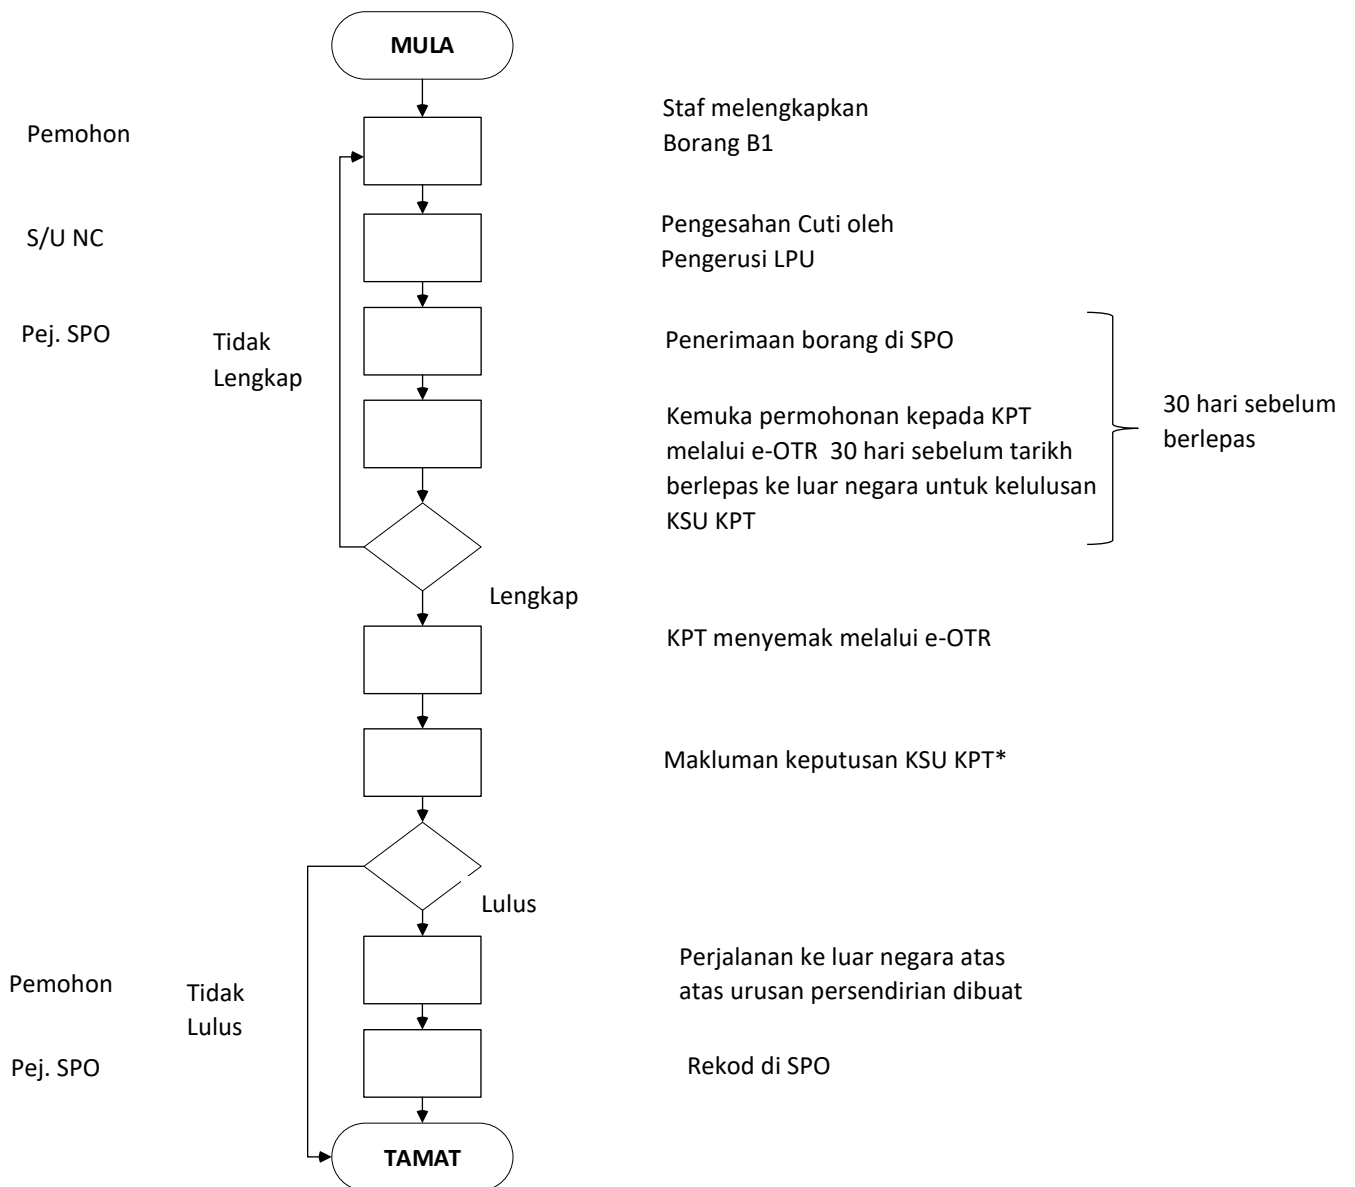 MULA
Pemohon
Staf melengkapkan
Borang B1
S/U NC
Pengesahan Cuti oleh
Pengerusi LPU
Pej. SPO
Tidak
Lengkap
Penerimaan borang di SPO
Kemuka permohonan kepada KPT
melalui e-OTR 30 hari sebelum tarikh
berlepas ke luar negara untuk kelulusan
KSU KPT
30 hari sebelum
berlepas
Lengkap
KPT menyemak melalui e-OTR
Makluman keputusan KSU KPT*
Lulus
Pemohon
Tidak
Lulus
Perjalanan ke luar negara atas
atas urusan persendirian dibuat
Pej. SPO
Rekod di SPO
TAMAT